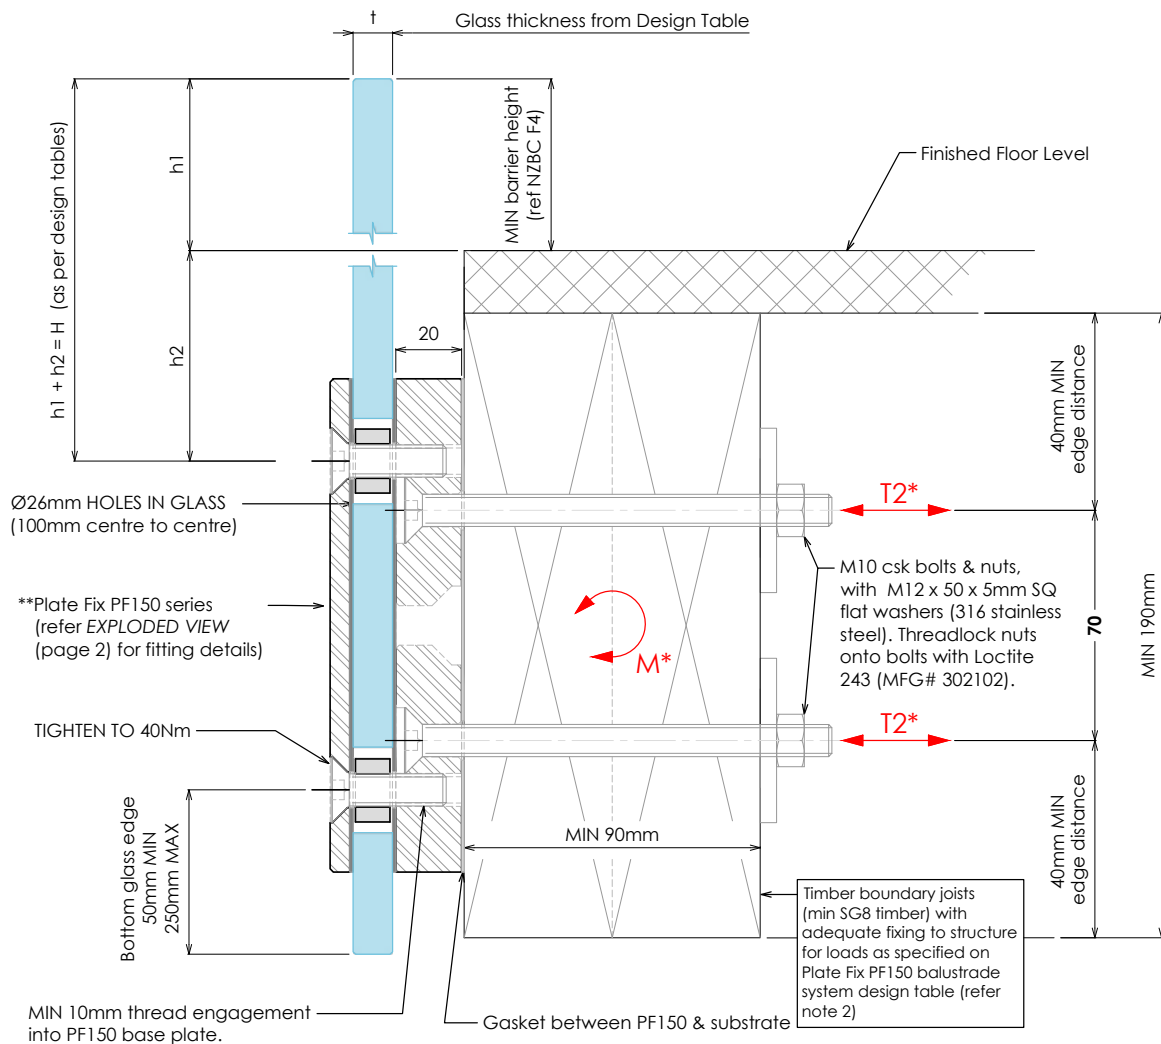 t
Glass thickness from Design Table
h1 + h2 = H  (as per design tables)
h1
MIN barrier height
(ref NZBC F4)
Finished Floor Level
h2
20
40mm MIN
edge distance
Ø26mm HOLES IN GLASS
(100mm centre to centre)
T2*
M10 csk bolts & nuts,
with  M12 x 50 x 5mm SQ
flat washers (316 stainless
steel). Threadlock nuts
onto bolts with Loctite
243 (MFG# 302102).
**Plate Fix PF150 series
(refer EXPLODED VIEW
(page 2) for fitting details)
M*
70
MIN 190mm
TIGHTEN TO 40Nm
T2*
MIN 90mm
40mm MIN
edge distance
Bottom glass edge
50mm MIN
250mm MAX
Timber boundary joists
(min SG8 timber) with
adequate fixing to structure
for loads as specified on
Plate Fix PF150 balustrade
system design table (refer
note 2)
MIN 10mm thread engagement
into PF150 base plate.
Gasket between PF150 & substrate